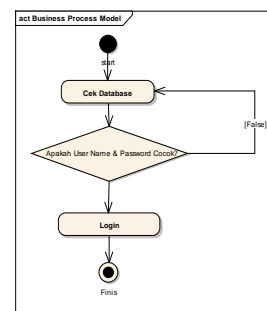 act Business Process Model
start
Cek Database
[False]
Apakah User Name & Password Cocok?
Login
Finis